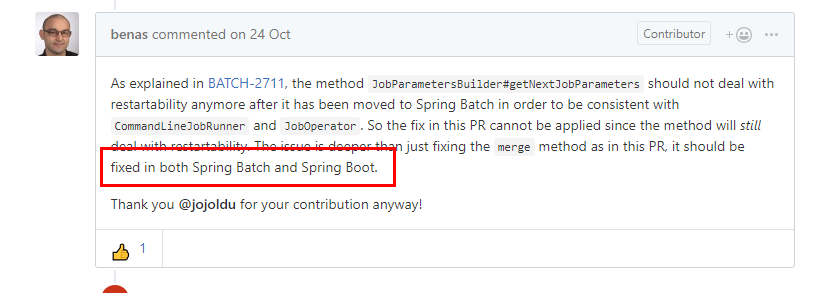 benas commented on 24 Oct
Contributor
As explained in BATCH-2711, the method JobParametersBuilder#getNextJobParameters should not deal with
restartability anymore after it has been moved to Spring Batch in order to be consistent with
CommandLineJobRunner and JobOperator. So the fix in this PR cannot be applied since the method will still
deal with restartability. The issue is deeper than just fixing the merge method as in this PR, it should be
fixed in both Spring Batch and Spring Boot.
Thank you @jojoldu for your contribution anyway!
1